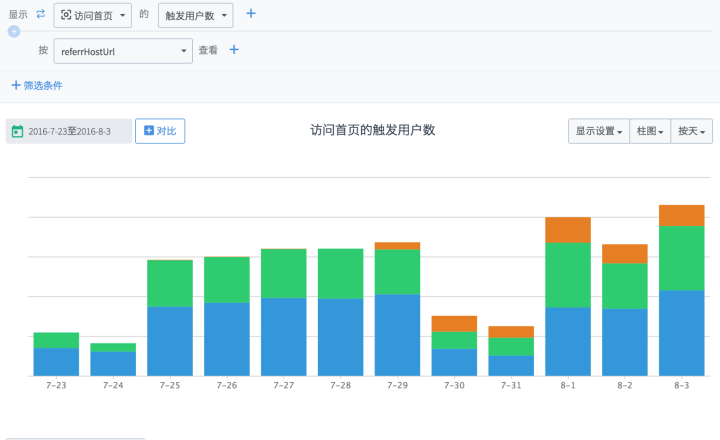 显示 访问首页 的 触发用户数
按 referrHostUrl 查看
筛选条件
2016-7-23至2016-8-3 对比 访问首页的触发用户数 显示设置 柱图 按天
7-23 7-24 7-25 7-26 7-27 7-28 7-29 7-30 7-31 8-1 8-2 8-3